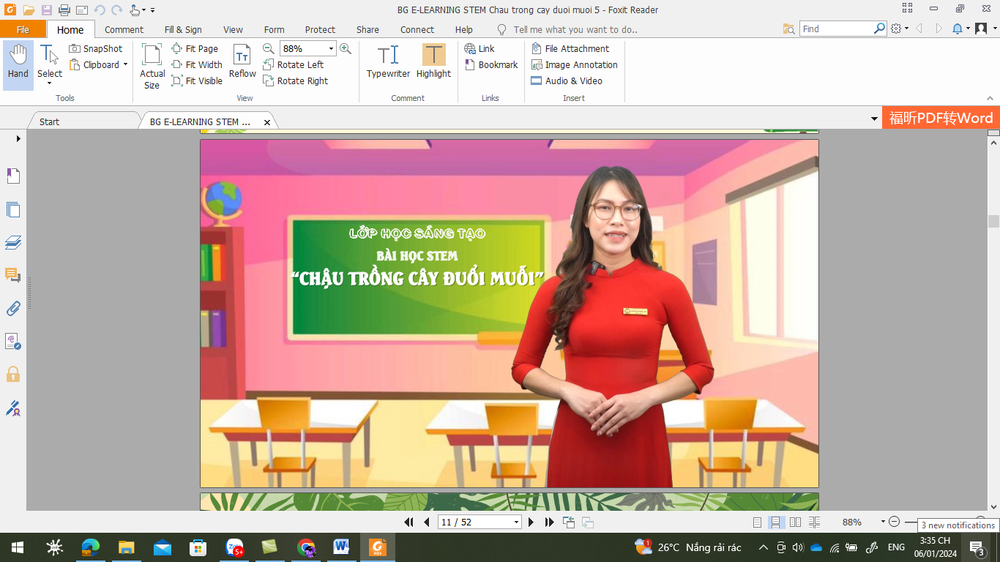 BG E-LEARNING STEM Chau trong cay duoi muoi 5 - Foxit Reader
File
Home
Comment
Fill & Sign
View
Form
Protect
Share
Connect
Help
Tell me what you want to do..
Find
Hand
Select
SnapShot
Clipboard
Tools
Actual
Size
Fit Page
Fit Width
Fit Visible
Reflow
88%
Rotate Left
Rotate Right
View
Typewriter
Highlight
Comment
Link
Bookmark
Links
File Attachment
Image Annotation
Audio & Video
Insert
Start
BG E-LEARNING STEM ...
福昕PDF转Word
LỚP HỌC SÁNG TẠO
BÀI HỌC STEM
“CHẬU TRỒNG CÂY ĐUỔI MUỖI”
11 / 52
88%
3 new notifications
Zalo
5+
PDF
1
26°C Nắng rải rác
ENG
3:35 CH
06/01/2024
3